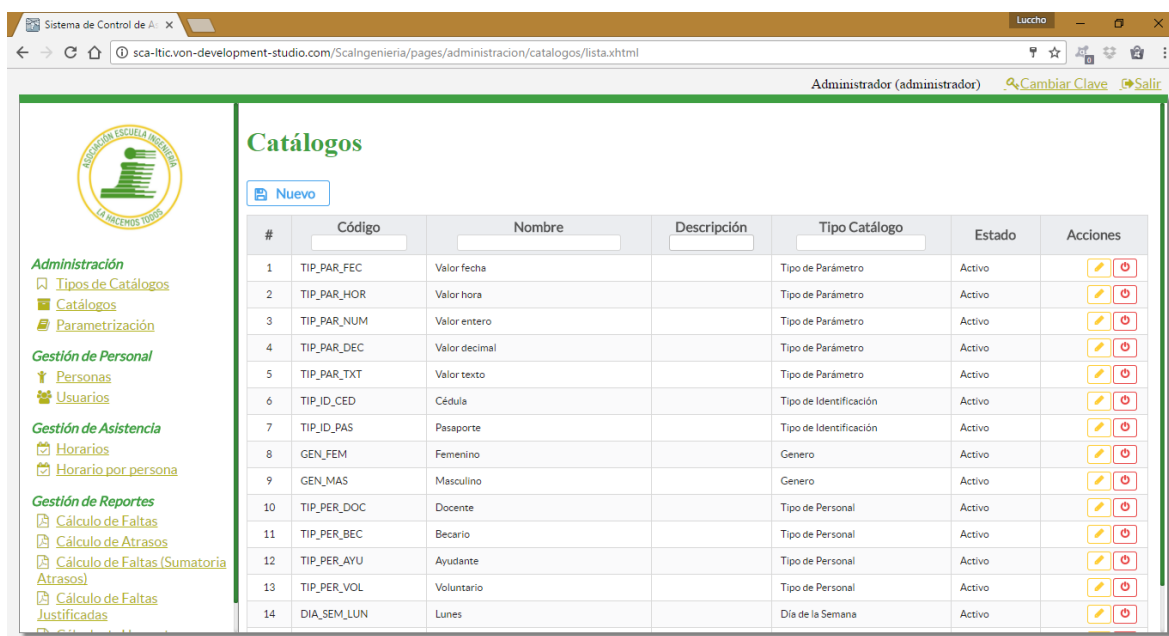 Sistema de Control de A
Luccho
sca-ltic.von-development-studio.com/ScaIngenieria/pages/administracion/catalogos/lista.xhtml
Administrador (administrador) Cambiar Clave Salir
ASOCIACIÓN ESCUELA INGENIERIA
LA HACEMOS TODOS
Administración
Tipos de Catálogos
Catálogos
Parametrización
Gestión de Personal
Personas
Usuarios
Gestión de Asistencia
Horarios
Horario por persona
Gestión de Reportes
Cálculo de Faltas
Cálculo de Atrasos
Cálculo de Faltas (Sumatoria
Atrasos)
Cálculo de Faltas
Justificadas
Catálogos
Nuevo
# Código Nombre Descripción Tipo Catálogo Estado Acciones
1 TIP_PAR_FEC Valor fecha Tipo de Parámetro Activo
2 TIP_PAR_HOR Valor hora Tipo de Parámetro Activo
3 TIP_PAR_NUM Valor entero Tipo de Parámetro Activo
4 TIP_PAR_DEC Valor decimal Tipo de Parámetro Activo
5 TIP_PAR_TXT Valor texto Tipo de Parámetro Activo
6 TIP_ID_CED Cédula Tipo de Identificación Activo
7 TIP_ID_PAS Pasaporte Tipo de Identificación Activo
8 GEN_FEM Femenino Genero Activo
9 GEN_MAS Masculino Genero Activo
10 TIP_PER_DOC Docente Tipo de Personal Activo
11 TIP_PER_BEC Becario Tipo de Personal Activo
12 TIP_PER_AYU Ayudante Tipo de Personal Activo
13 TIP_PER_VOL Voluntario Tipo de Personal Activo
14 DIA_SEM_LUN Lunes Día de la Semana Activo